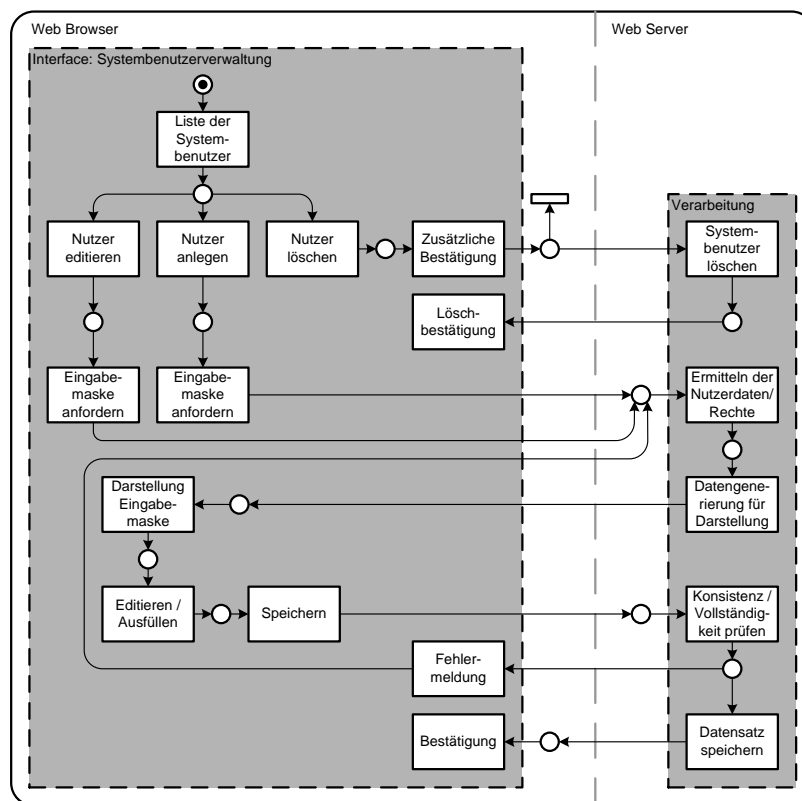 Web Browser
Web Server
Interface: Systembenutzerverwaltung
Liste der
System-
benutzer
Verarbeitung
Nutzer
editieren
Nutzer
anlegen
Nutzer
löschen
Zusätzliche
Bestätigung
System-
benutzer
löschen
Lösch-
bestätigung
Eingabe-
maske
anfordern
Eingabe-
maske
anfordern
Ermitteln der
Nutzerdaten/
Rechte
Darstellung
Eingabe-
maske
Datengene-
rierung für
Darstellung
Editieren /
Ausfüllen
Speichern
Konsistenz /
Vollständig-
keit prüfen
Fehler-
meldung
Bestätigung
Datensatz
speichern